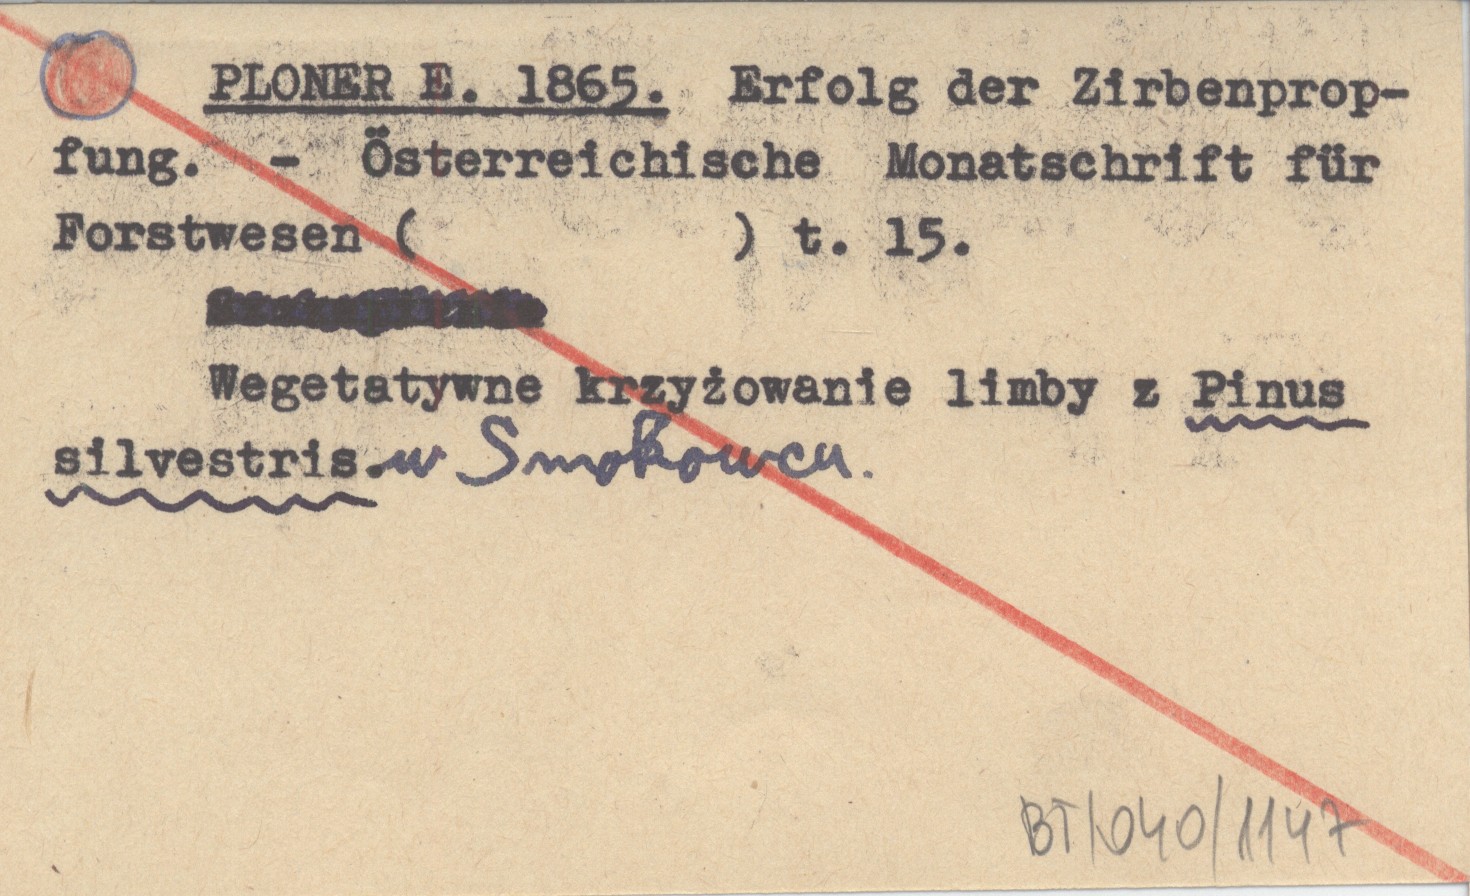 PLONER E. 1865. Erfolg der Zirbenprop-
fung. - Österreichische Monatschrift für
Forstwesen (          ) t. 15.
Wegetatywne krzyżowanie limby z Pinus
silvestris. w Smokowcu.
BT/040/1147